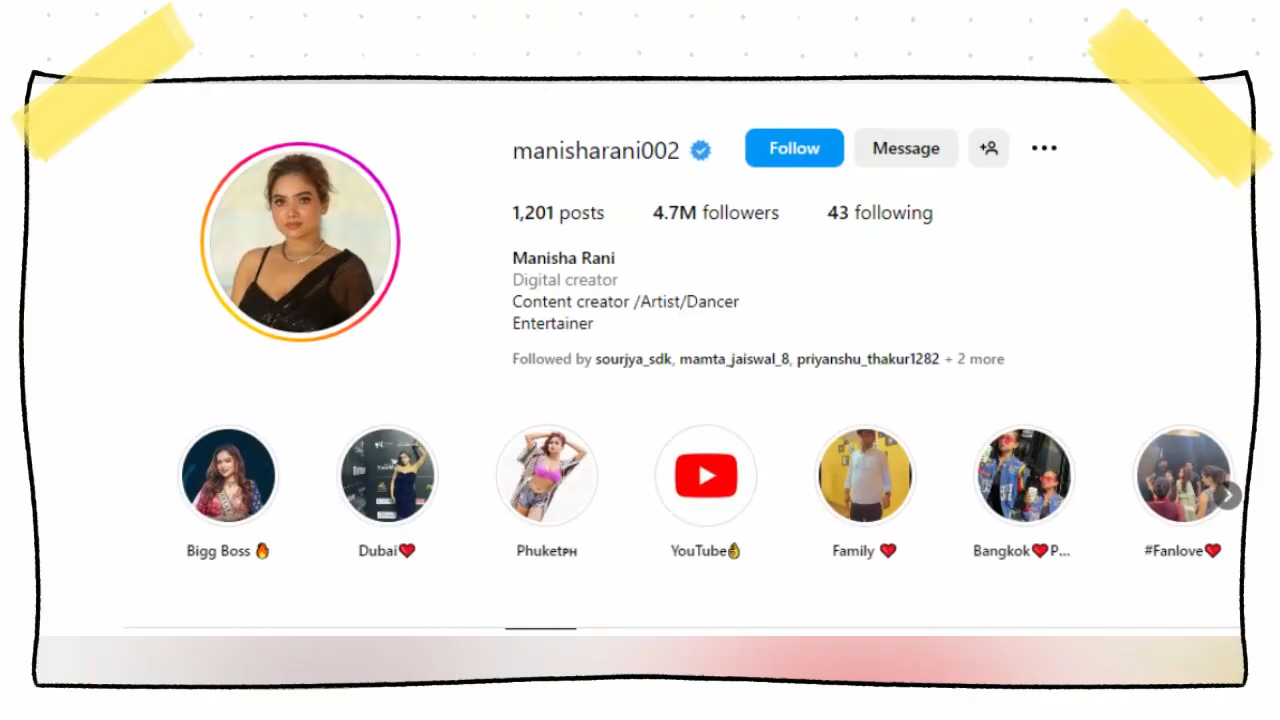 manisharani002 Follow Message
1,201 posts 4.7M followers 43 following
Manisha Rani
Digital creator
Content creator /Artist/Dancer
Entertainer
Followed by sourjya_sdk, mamta_jaiswal_8, priyanshu_thakur1282 + 2 more
Bigg Boss 🔥 Dubai❤️ Phuketᴘʜ YouTube👌 Family ❤️ Bangkok❤️P... #Fanlove❤️